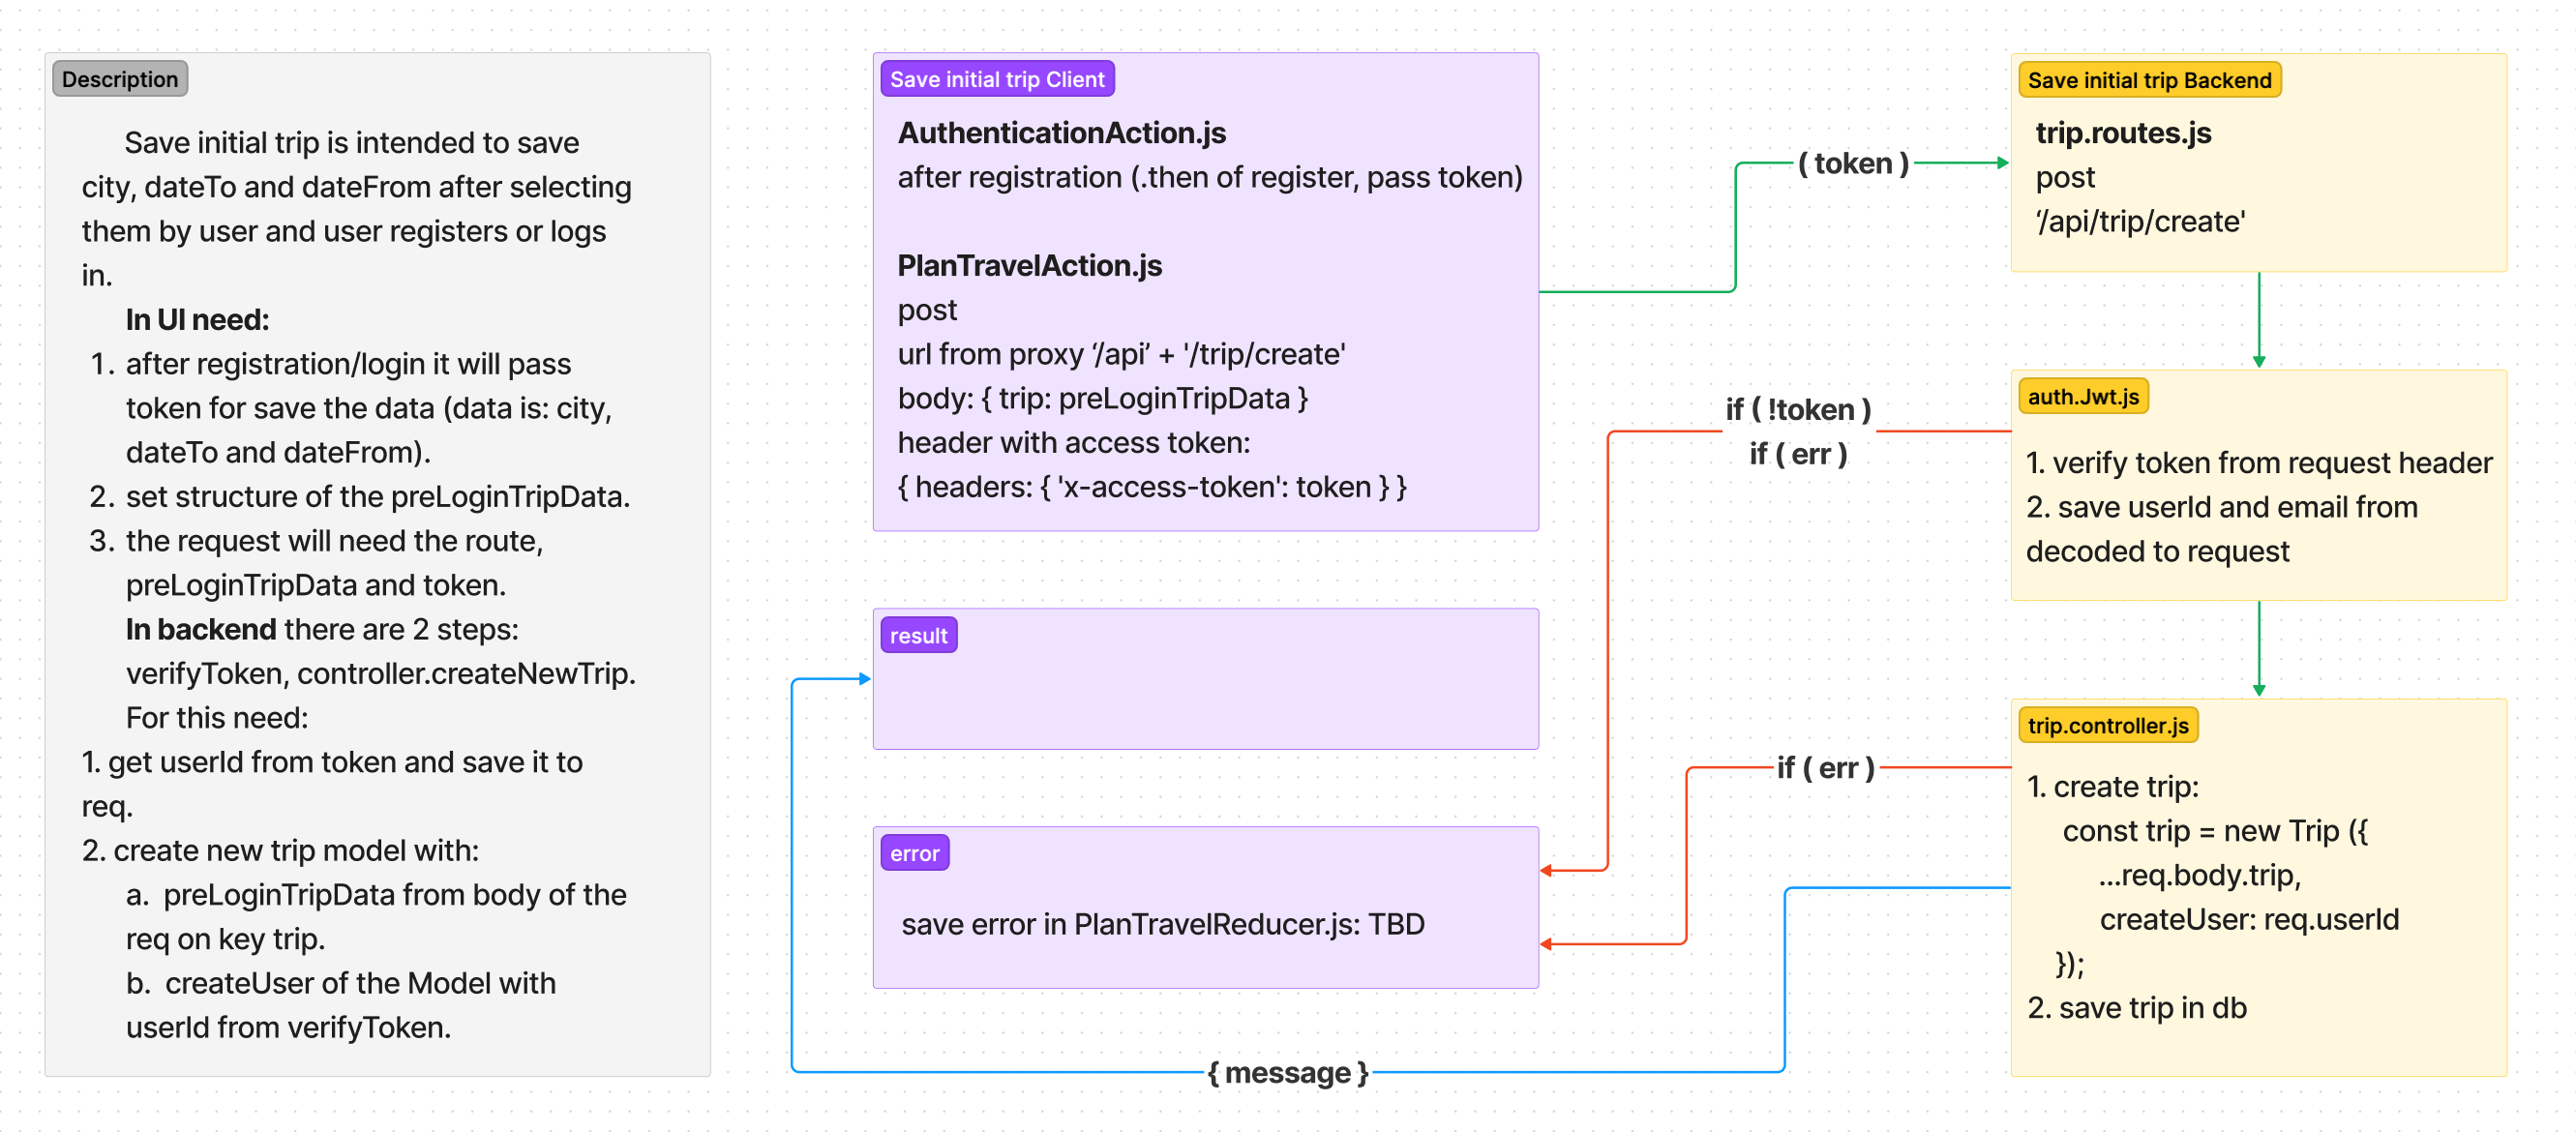 Description
Save initial trip is intended to save
city, dateTo and dateFrom after selecting
them by user and user registers or logs
in.
In UI need:
1. after registration/login it will pass
token for save the data (data is: city,
dateTo and dateFrom).
2. set structure of the preLoginTripData.
3. the request will need the route,
preLoginTripData and token.
In backend there are 2 steps:
verifyToken, controller.createNewTrip.
For this need:
1. get userId from token and save it to
req.
2. create new trip model with:
a. preLoginTripData from body of the
req on key trip.
b. createUser of the Model with
userId from verifyToken.
Save initial trip Client
AuthenticationAction.js
after registration (.then of register, pass token)
PlanTravelAction.js
post
url from proxy ‘/api’ + '/trip/create'
body: { trip: preLoginTripData }
header with access token:
{ headers: { 'x-access-token': token } }
result
error
save error in PlanTravelReducer.js: TBD
( token )
if ( !token )
if ( err )
if ( err )
{ message }
Save initial trip Backend
trip.routes.js
post
‘/api/trip/create'
auth.Jwt.js
1. verify token from request header
2. save userId and email from
decoded to request
trip.controller.js
1. create trip:
const trip = new Trip ({
...req.body.trip,
createUser: req.userId
});
2. save trip in db